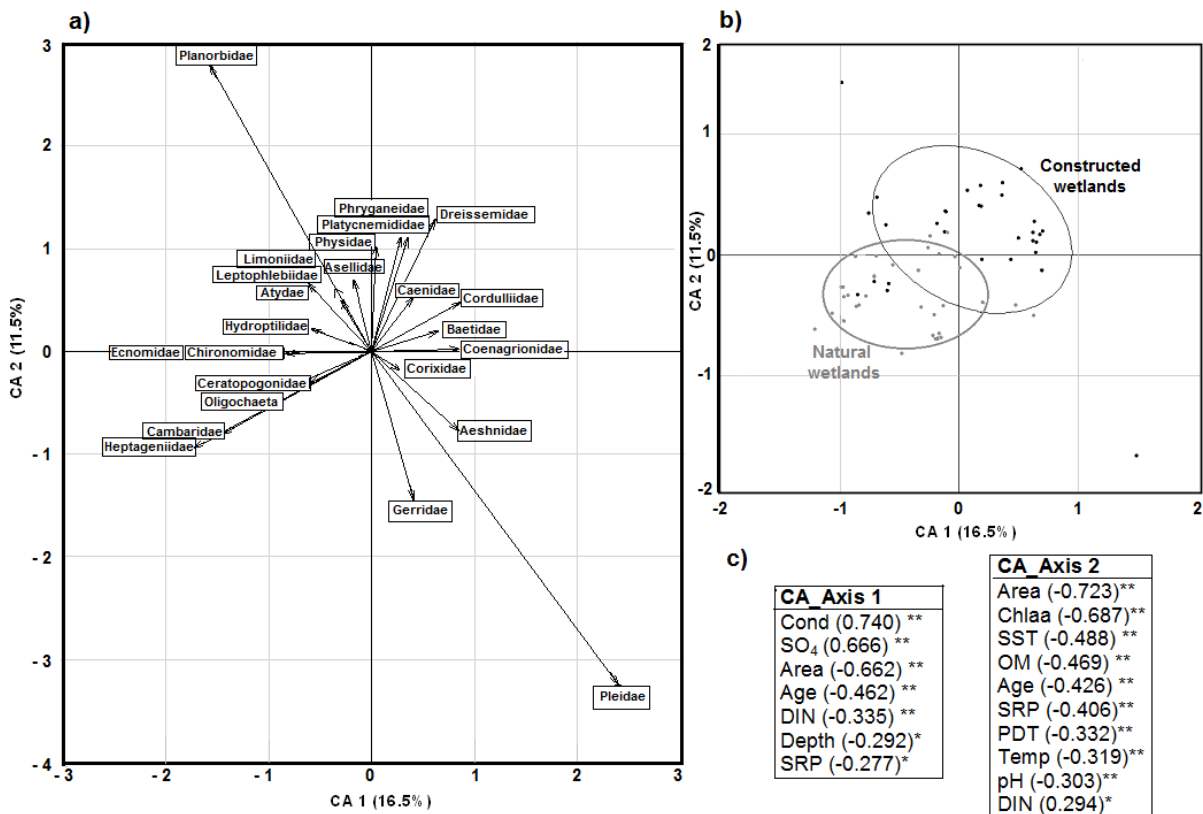 a)
3
2
1
0
- 1
- 2
- 3
- 4
CA 2 (11.5%)
Planorbidae
Phryganeidae
Platycnemididae
Dreissemidae
Physidae
Limoniidae
Asellidae
Leptophlebiidae
Atydae
Caenidae
Cordulliidae
Hydroptilidae
Baetidae
Ecnomidae
Chironomidae
Coenagrionidae
Corixidae
Ceratopogonidae
Oligochaeta
Cambaridae
Heptageniidae
Aeshnidae
Gerridae
Pleidae
- 3
- 2
- 1
0
1
2
3
CA 1 (16.5%)
b)
2
1
0
-1
-2
CA 2 (11.5%)
Constructed
wetlands
Natural
wetlands
-2
-1
0
1
2
CA 1 (16.5%)
c)
CA_Axis 1
Cond (0.740) **
SO₄ (0.666) **
Area (-0.662) **
Age (-0.462) **
DIN (-0.335) **
Depth (-0.292)*
SRP (-0.277)*
CA_Axis 2
Area (-0.723)**
Chlaa (-0.687)**
SST (-0.488) **
OM (-0.469) **
Age (-0.426) **
SRP (-0.406)**
PDT (-0.332)**
Temp (-0.319)**
pH (-0.303)**
DIN (0.294)*